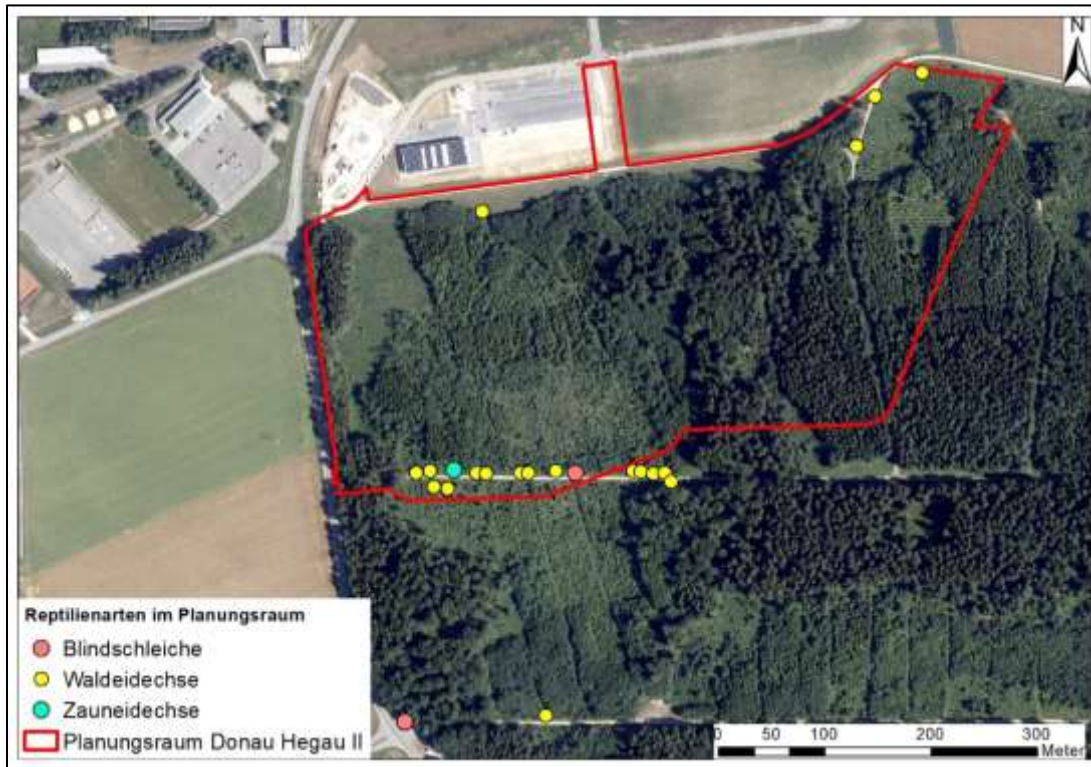 N
Reptilienarten im Planungsraum
Blindschleiche
Waldeidechse
Zauneidechse
Planungsraum Donau Hegau II
0 50 100 200 300
Meter